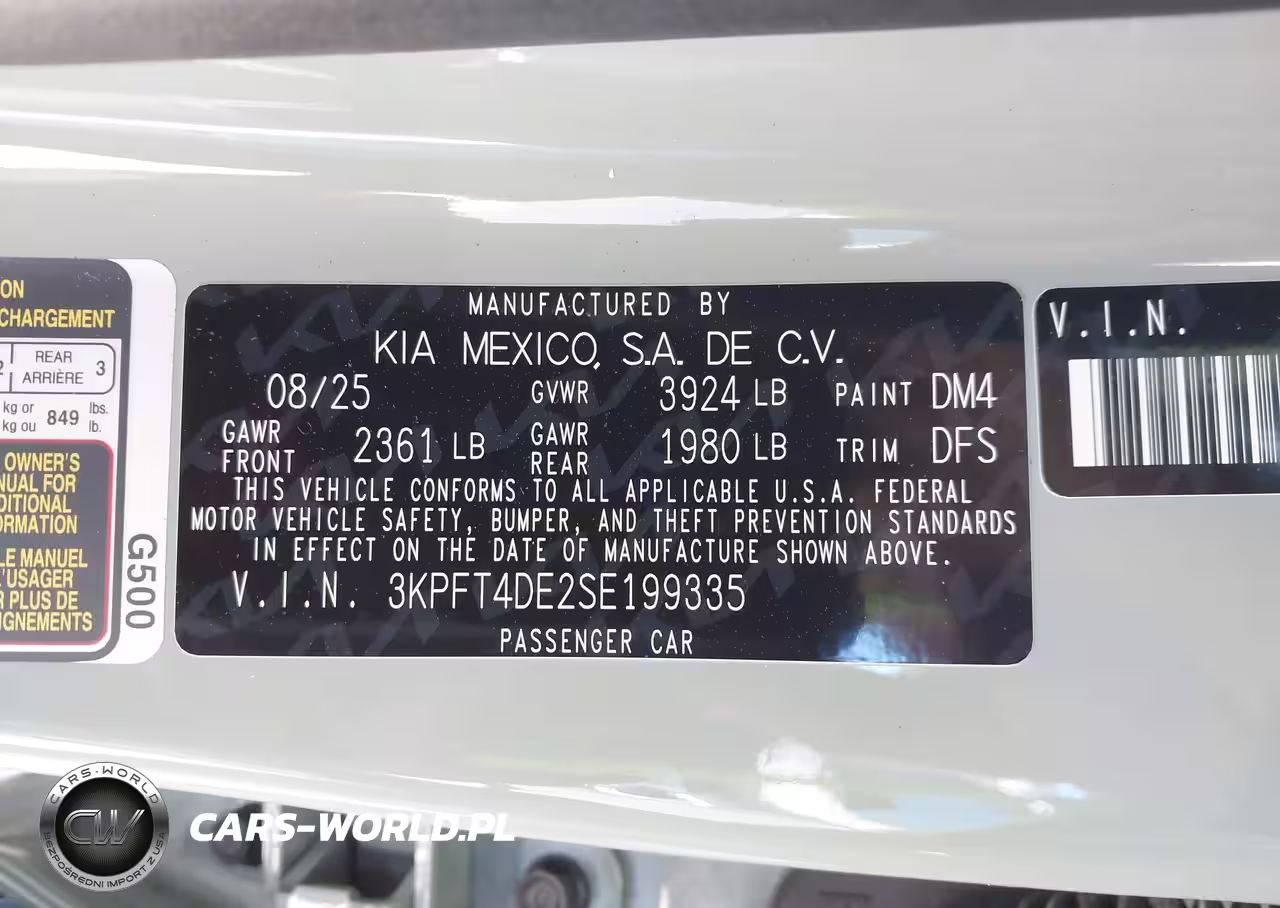 ON
CHARGEMENT
2 REAR 3
ARRIÈRE
kg or 849 lbs.
kg ou lb.
OWNER'S
NUAL FOR
DITIONAL
ORMATION
LE MANUEL
L'USAGER
R PLUS DE
IGNEMENTS
G500
MANUFACTURED BY
KIA MEXICO, S.A. DE C.V.
08/25 GVWR 3924 LB PAINT DM4
GAWR FRONT 2361 LB GAWR REAR 1980 LB TRIM DFS
THIS VEHICLE CONFORMS TO ALL APPLICABLE U.S.A. FEDERAL
MOTOR VEHICLE SAFETY, BUMPER, AND THEFT PREVENTION STANDARDS
IN EFFECT ON THE DATE OF MANUFACTURE SHOWN ABOVE.
V.I.N. 3KPFT4DE2SE199335
PASSENGER CAR
V.I.N.
CARS-WORLD
CW
BEZPOŚREDNI IMPORT Z USA
CARS-WORLD.PL